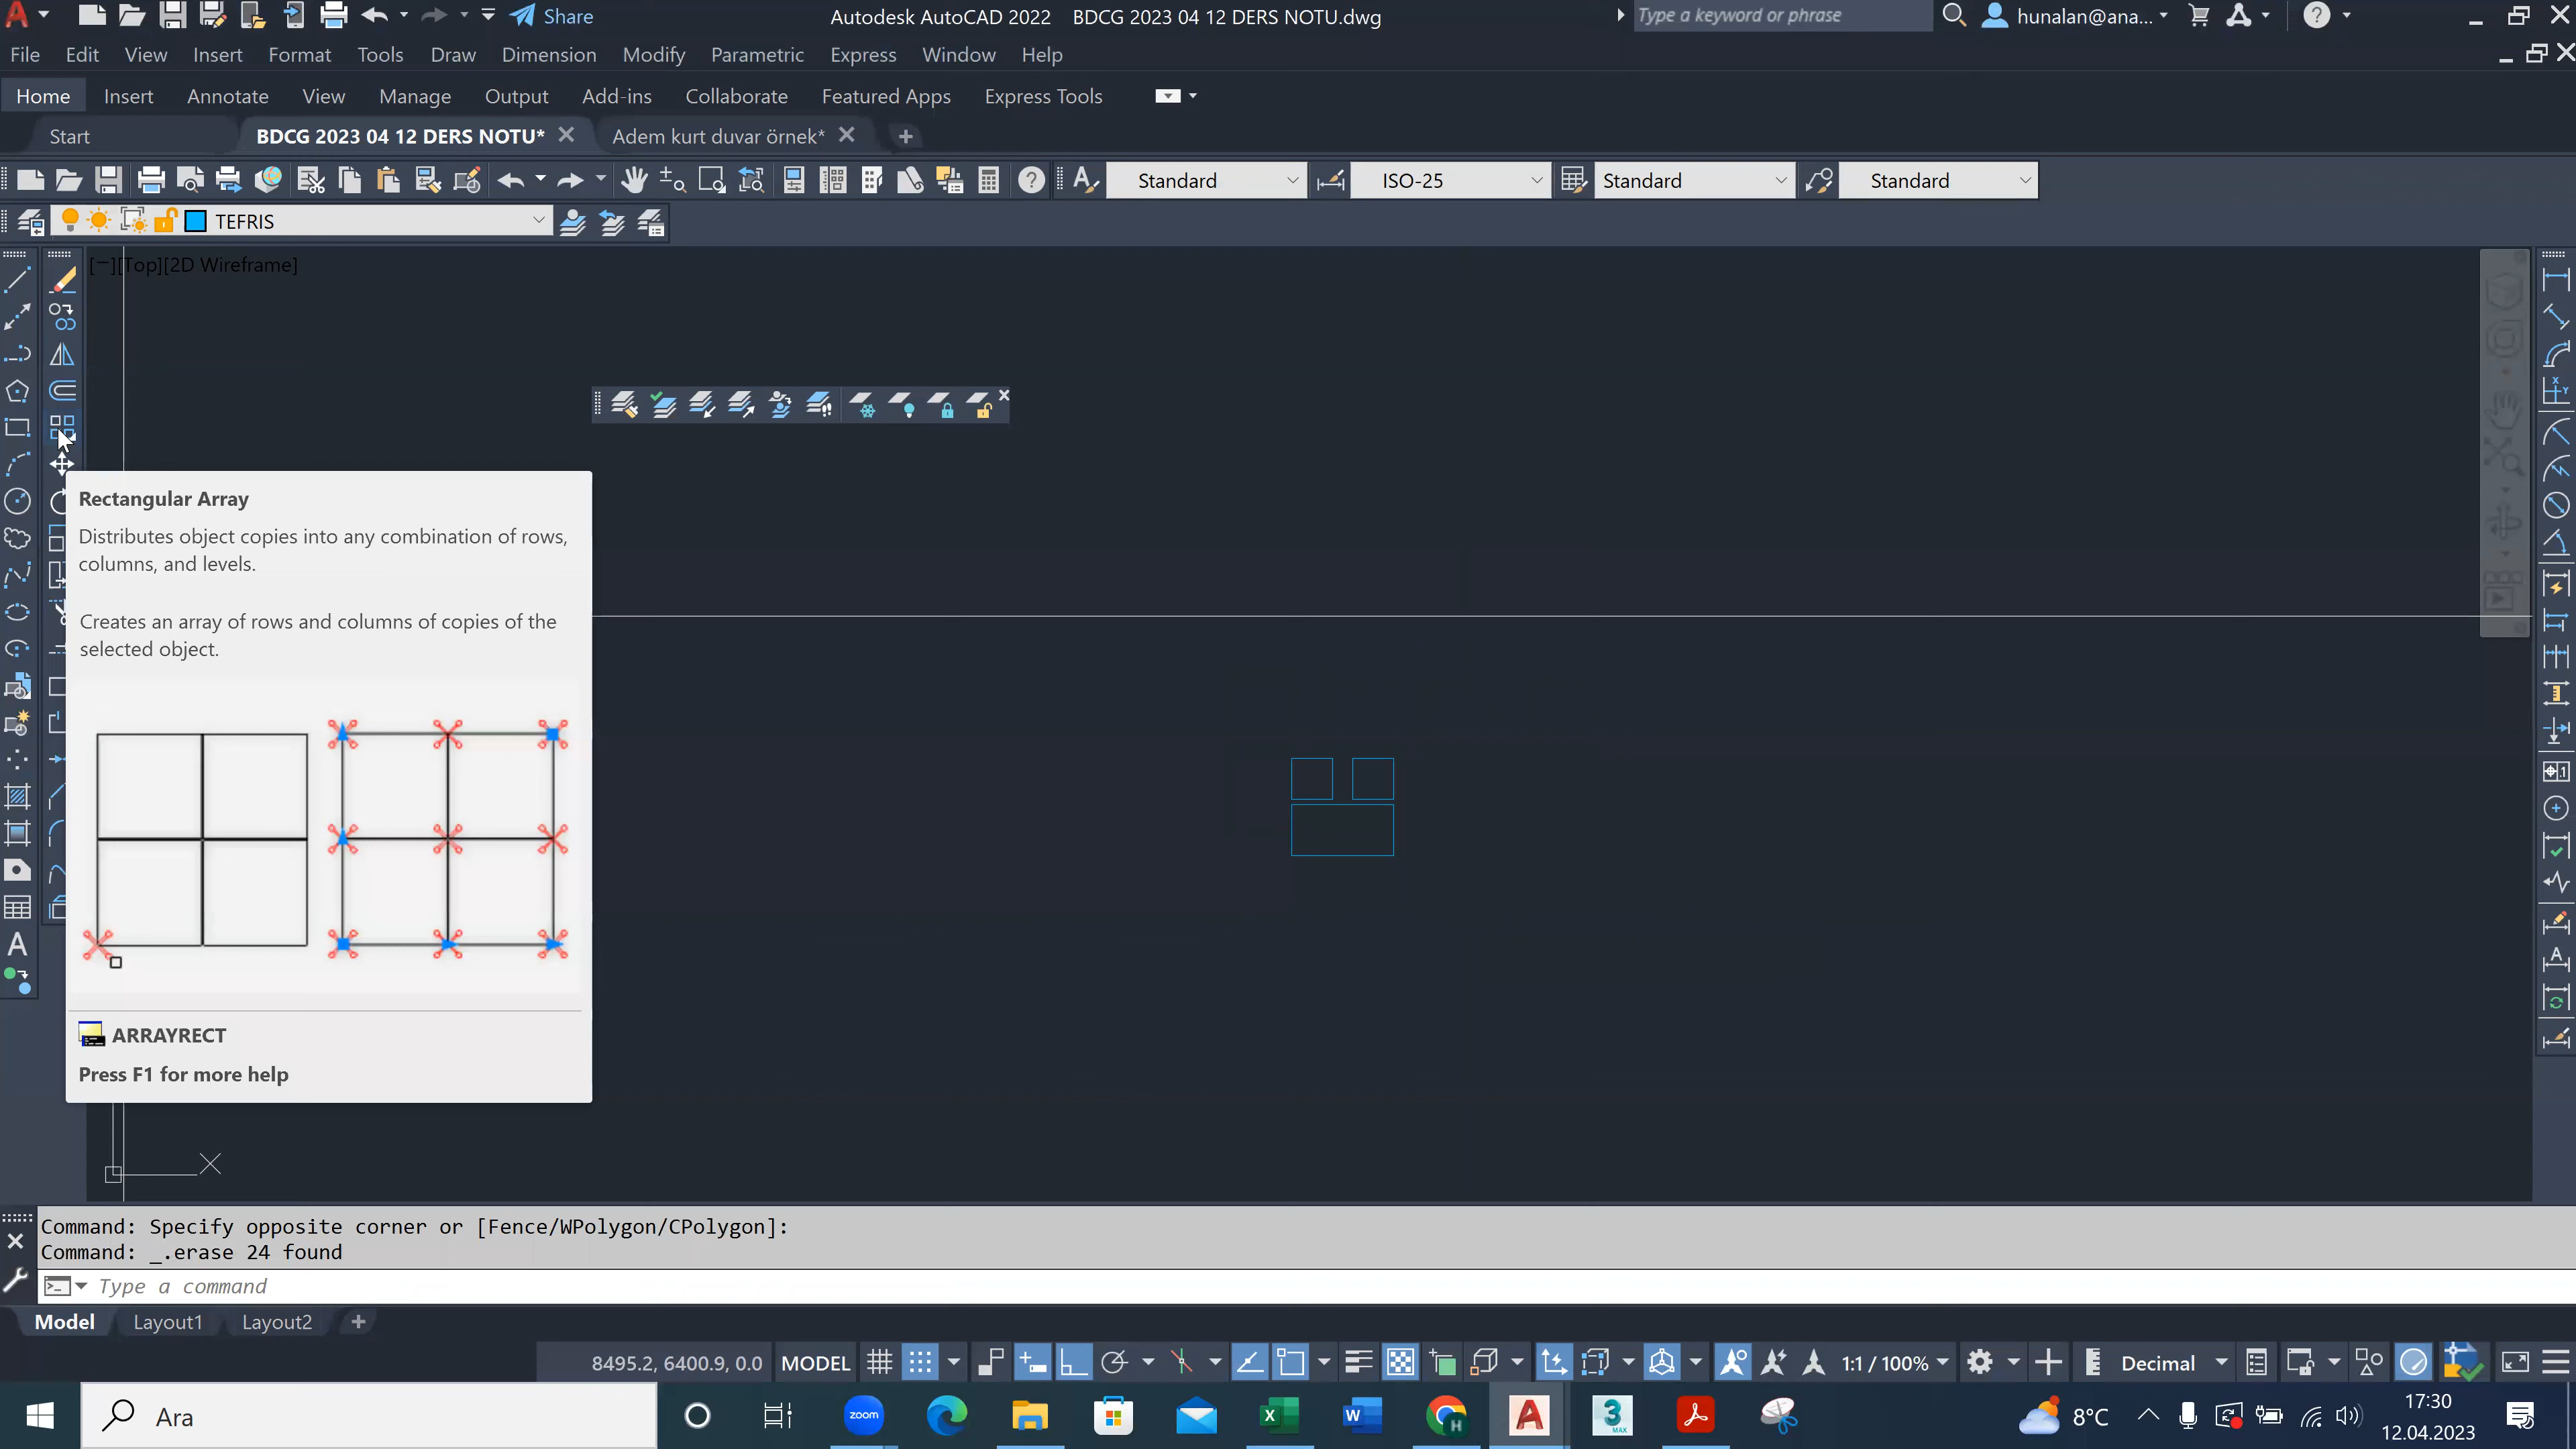 Share
Autodesk AutoCAD 2022 BDCG 2023 04 12 DERS NOTU.dwg
Type a keyword or phrase
hunalan@ana...
File Edit View Insert Format Tools Draw Dimension Modify Parametric Express Window Help
Home Insert Annotate View Manage Output Add-ins Collaborate Featured Apps Express Tools
Start BDCG 2023 04 12 DERS NOTU* Adem kurt duvar örnek*
Standard ISO-25 Standard Standard
TEFRIS
[−][Top][2D Wireframe]
Rectangular Array
Distributes object copies into any combination of rows,
columns, and levels.
Creates an array of rows and columns of copies of the
selected object.
ARRAYRECT
Press F1 for more help
Command: Specify opposite corner or [Fence/WPolygon/CPolygon]:
Command: _.erase 24 found
Type a command
Model Layout1 Layout2
8495.2, 6400.9, 0.0 MODEL 1:1 / 100% Decimal
Ara
zoom
8°C
17:30
12.04.2023